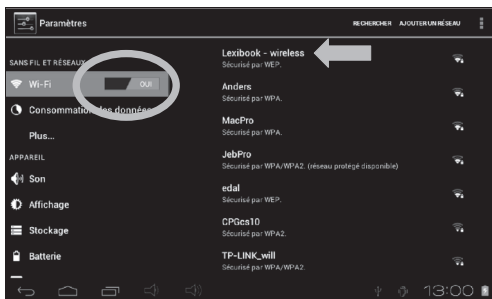 Paramètres
RECHERCHER AJOUTER UN RÉSEAU
SANS FIL ET RÉSEAUX
Wi-Fi OUI
Consommation des données
Plus...
APPAREIL
Son
Affichage
Stockage
Batterie
Lexibook - wireless
Sécurisé par WEP.
Anders
Sécurisé par WPA.
MacPro
Sécurisé par WPA.
JebPro
Sécurisé par WPA/WPA2. (réseau protégé disponible)
edal
Sécurisé par WEP.
CPGcs10
Sécurisé par WPA2.
TP-LINK_will
Sécurisé par WPA/WPA2.
13:00